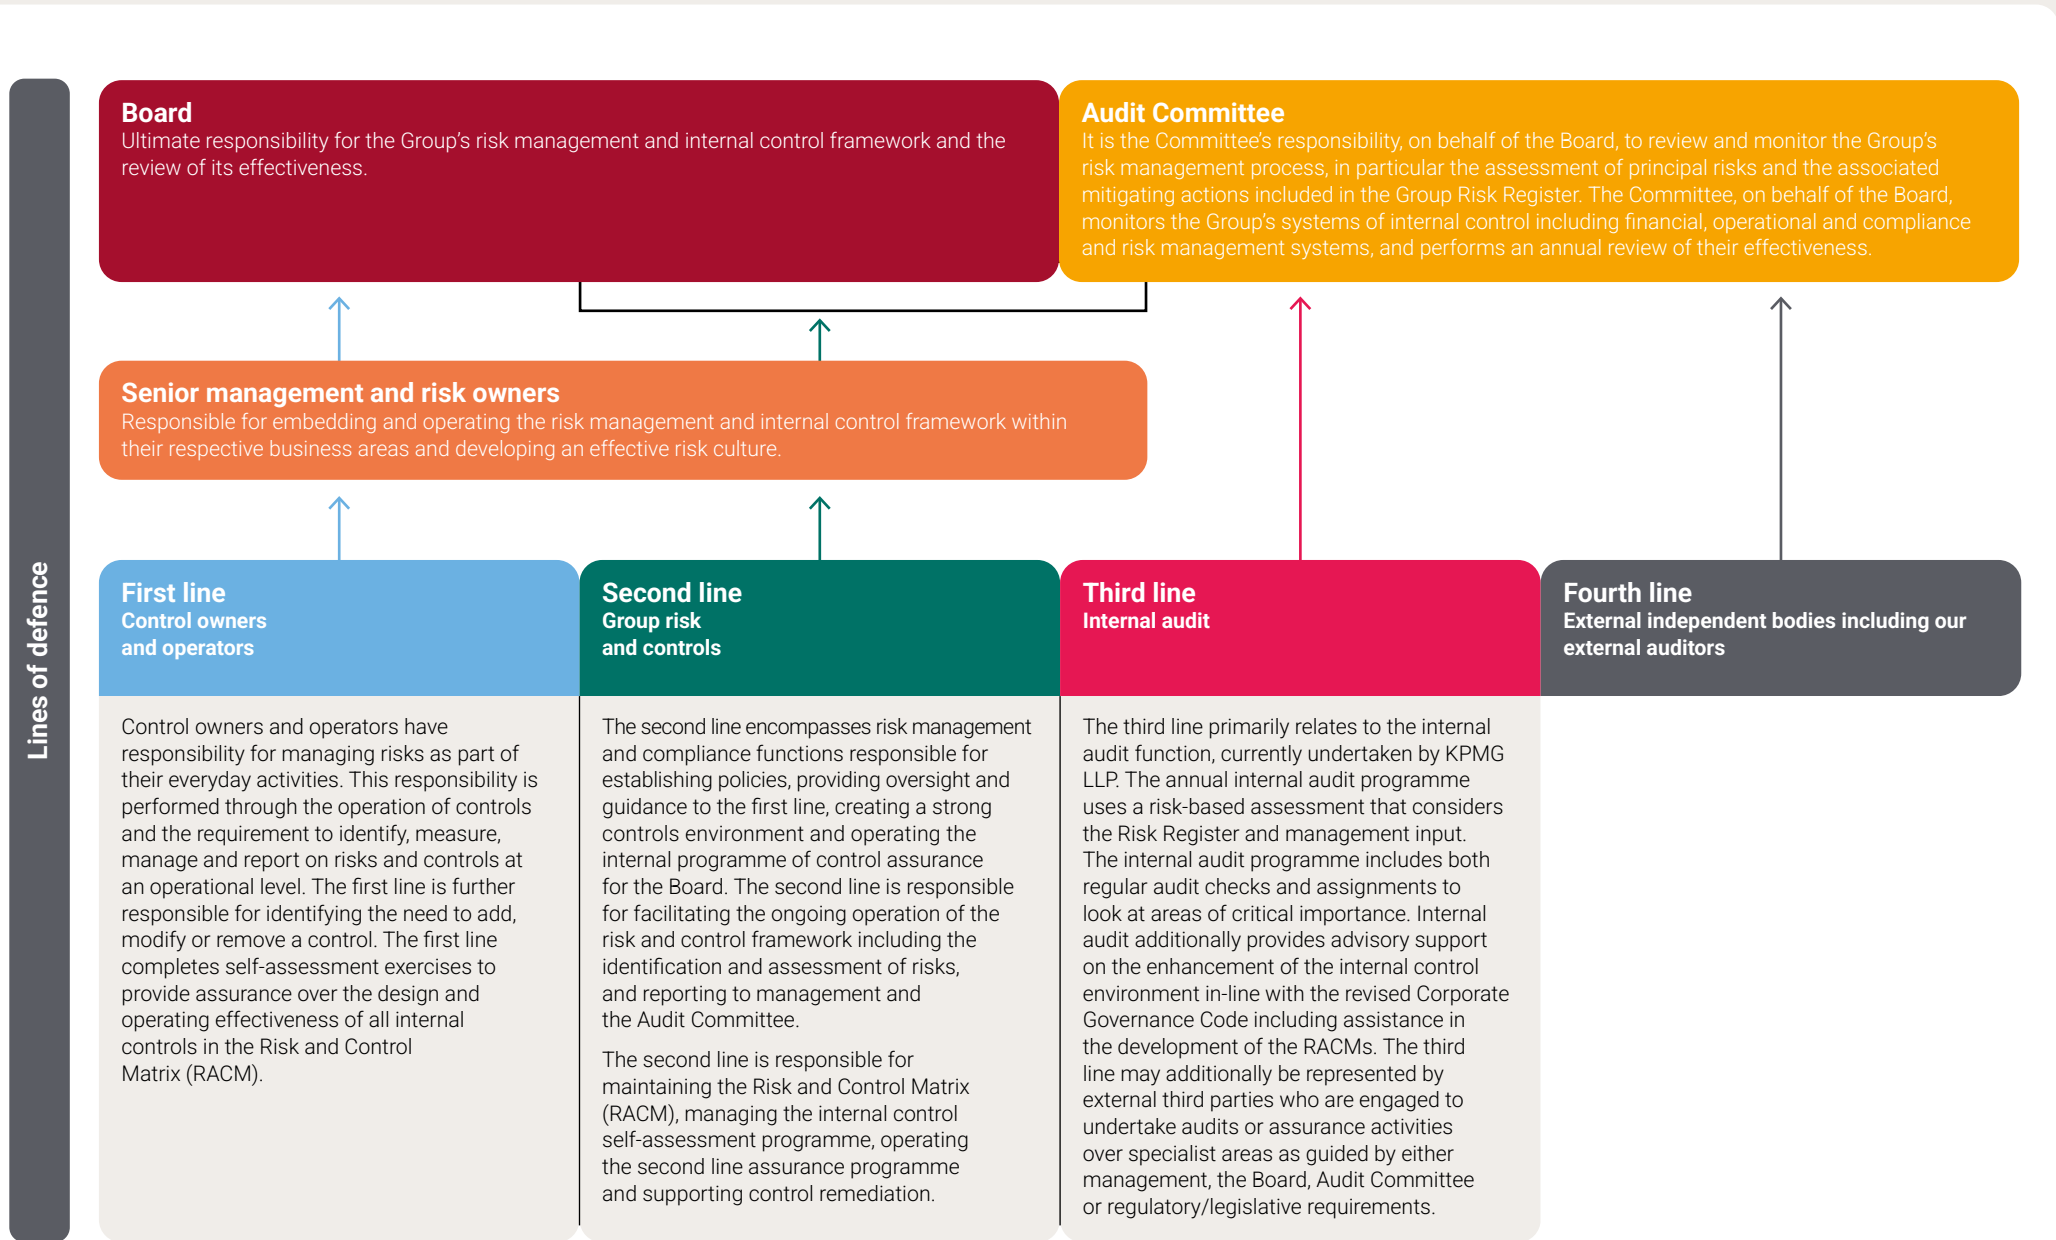 Lines of defence
Board
Ultimate responsibility for the Group's risk management and internal control framework and the
review of its effectiveness.
Audit Committee
It is the Committee's responsibility, on behalf of the Board, to review and monitor the Group's
risk management process, in particular the assessment of principal risks and the associated
mitigating actions included in the Group Risk Register. The Committee, on behalf of the Board,
monitors the Group's systems of internal control including financial, operational and compliance
and risk management systems, and performs an annual review of their effectiveness.
Senior management and risk owners
Responsible for embedding and operating the risk management and internal control framework within
their respective business areas and developing an effective risk culture.
First line
Control owners
and operators
Control owners and operators have
responsibility for managing risks as part of
their everyday activities. This responsibility is
performed through the operation of controls
and the requirement to identify, measure,
manage and report on risks and controls at
an operational level. The first line is further
responsible for identifying the need to add,
modify or remove a control. The first line
completes self-assessment exercises to
provide assurance over the design and
operating effectiveness of all internal
controls in the Risk and Control
Matrix (RACM).
Second line
Group risk
and controls
The second line encompasses risk management
and compliance functions responsible for
establishing policies, providing oversight and
guidance to the first line, creating a strong
controls environment and operating the
internal programme of control assurance
for the Board. The second line is responsible
for facilitating the ongoing operation of the
risk and control framework including the
identification and assessment of risks,
and reporting to management and
the Audit Committee.
The second line is responsible for
maintaining the Risk and Control Matrix
(RACM), managing the internal control
self-assessment programme, operating
the second line assurance programme
and supporting control remediation.
Third line
Internal audit
The third line primarily relates to the internal
audit function, currently undertaken by KPMG
LLP. The annual internal audit programme
uses a risk-based assessment that considers
the Risk Register and management input.
The internal audit programme includes both
regular audit checks and assignments to
look at areas of critical importance. Internal
audit additionally provides advisory support
on the enhancement of the internal control
environment in-line with the revised Corporate
Governance Code including assistance in
the development of the RACMs. The third
line may additionally be represented by
external third parties who are engaged to
undertake audits or assurance activities
over specialist areas as guided by either
management, the Board, Audit Committee
or regulatory/legislative requirements.
Fourth line
External independent bodies including our
external auditors